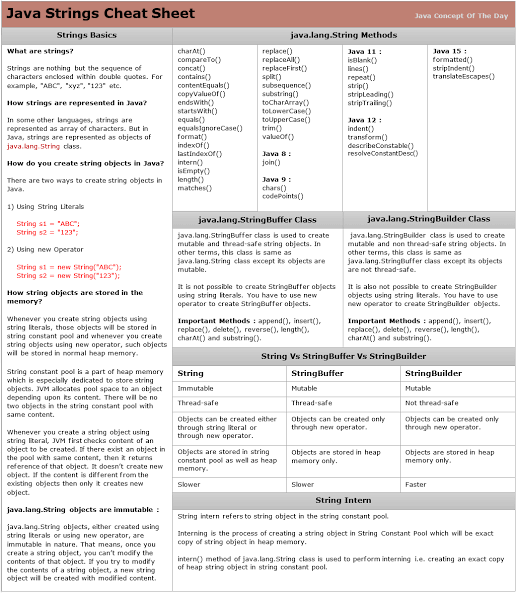 Java Strings Cheat Sheet
Java Concept Of The Day
Strings Basics
What are strings?
Strings are nothing but the sequence of
characters enclosed within double quotes. For
example, "ABC", "xyz", "123" etc.
How strings are represented in Java?
In some other languages, strings are
represented as array of characters. But in
Java, strings are represented as objects of
java.lang.String class.
How do you create string objects in Java?
There are two ways to create string objects in
Java.
1) Using String Literals
String s1 = "ABC";
String s2 = "123";
2) Using new Operator
String s1 = new String("ABC");
String s2 = new String("123");
How string objects are stored in the
memory?
Whenever you create string objects using
string literals, those objects will be stored in
string constant pool and whenever you create
string objects using new operator, such objects
will be stored in normal heap memory.
String constant pool is a part of heap memory
which is especially dedicated to store string
objects. JVM allocates pool space to an object
depending upon its content. There will be no
two objects in the string constant pool with
same content.
Whenever you create a string object using
string literal, JVM first checks content of an
object to be created. If there exist an object in
the pool with same content, then it returns
reference of that object. It doesn't create new
object. If the content is different from the
existing objects then only it creates new
object.
java.lang.String objects are immutable :
java.lang.String objects, either created using
string literals or using new operator, are
immutable in nature. That means, once you
create a string object, you can't modify the
contents of that object. If you try to modify
the contents of a string object, a new string
object will be created with modified content.
java.lang.String Methods
charAt()
compareTo()
concat()
contains()
contentEquals()
copyValueOf()
endsWith()
startsWith()
equals()
equalsIgnoreCase()
format()
indexOf()
lastIndexOf()
intern()
isEmpty()
length()
matches()
replace()
replaceAll()
replaceFirst()
split()
subsequence()
substring()
toCharArray()
toLowerCase()
toUpperCase()
trim()
valueOf()
Java 8 :
join()
Java 9 :
chars()
codePoints()
Java 11 :
isBlank()
lines()
repeat()
strip()
stripLeading()
stripTrailing()
Java 12 :
indent()
transform()
describeConstable()
resolveConstantDesc()
Java 15 :
formatted()
stripIndent()
translateEscapes()
java.lang.StringBuffer Class
java.lang.StringBuffer class is used to create
mutable and thread-safe string objects. In
other terms, this class is same as
java.lang.String class except its objects are
mutable.
It is not possible to create StringBuffer objects
using string literals. You have to use new
operator to create StringBuffer objects.
Important Methods : append(), insert(),
replace(), delete(), reverse(), length(),
charAt() and substring().
java.lang.StringBuilder Class
java.lang.StringBuilder class is used to create
mutable and non thread-safe string objects. In
other terms, this class is same as
java.lang.StringBuffer class except its objects
are not thread-safe.
It is also not possible to create StringBuilder
objects using string literals. You have to use
new operator to create StringBuilder objects.
Important Methods : append(), insert(),
replace(), delete(), reverse(), length(),
charAt() and substring().
String Vs StringBuffer Vs StringBuilder
String StringBuffer StringBuilder
Immutable Mutable Mutable
Thread-safe Thread-safe Not thread-safe
Objects can be created either
through string literal or
through new operator.
Objects can be created only
through new operator.
Objects can be created only
through new operator.
Objects are stored in string
constant pool as well as heap
memory.
Objects are stored in heap
memory only.
Objects are stored in heap
memory only.
Slower Slower Faster
String Intern
String intern refers to string object in the string constant pool.
Interning is the process of creating a string object in String Constant Pool which will be exact
copy of string object in heap memory.
intern() method of java.lang.String class is used to perform interning i.e. creating an exact copy
of heap string object in string constant pool.